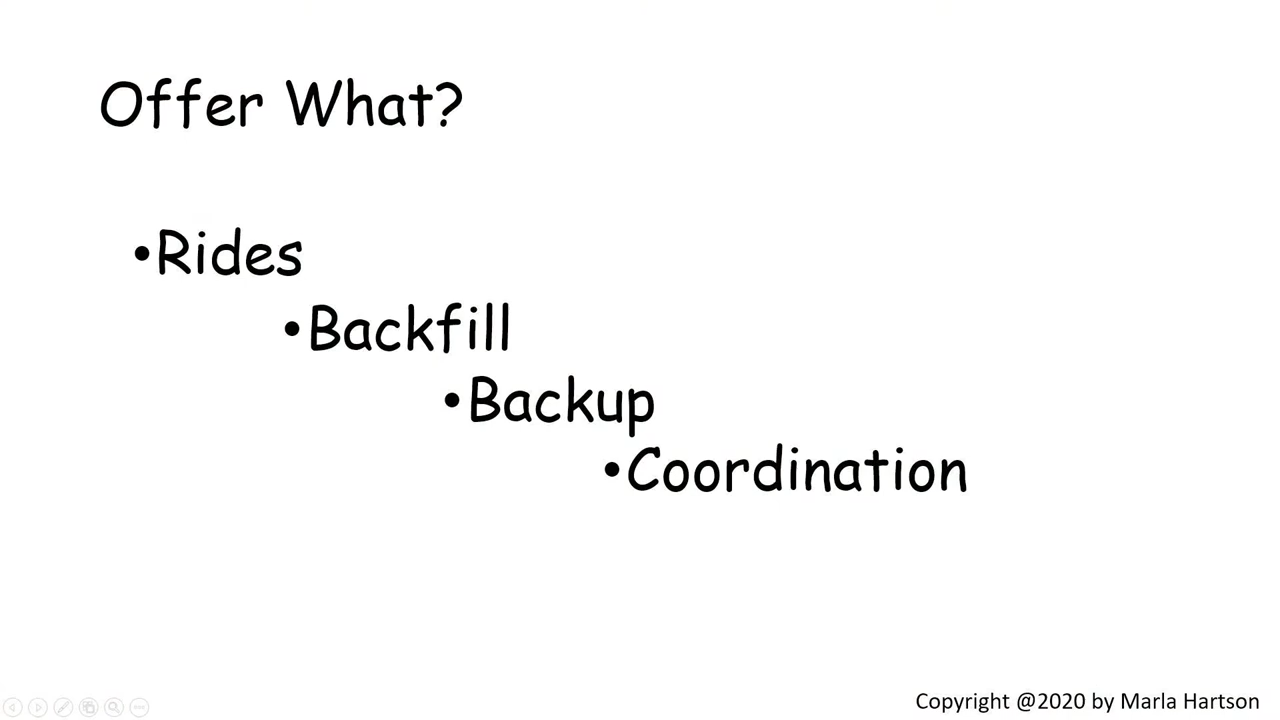 Offer What?
•Rides
•Backfill
•Backup
•Coordination
Copyright @2020 by Marla Hartson